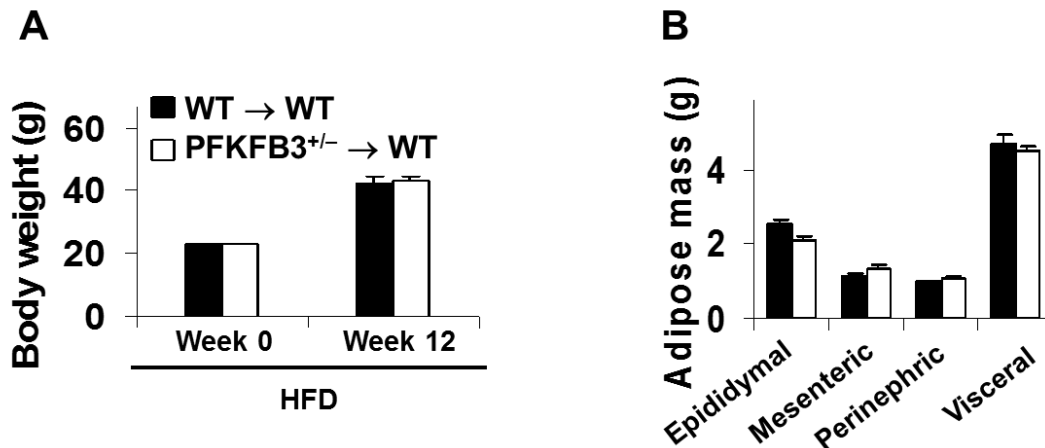 A
Body weight (g)
60
40
20
0
WT → WT
PFKFB3+/– → WT
Week 0
Week 12
HFD
B
Adipose mass (g)
4
2
0
Epididymal
Mesenteric
Perinephric
Visceral